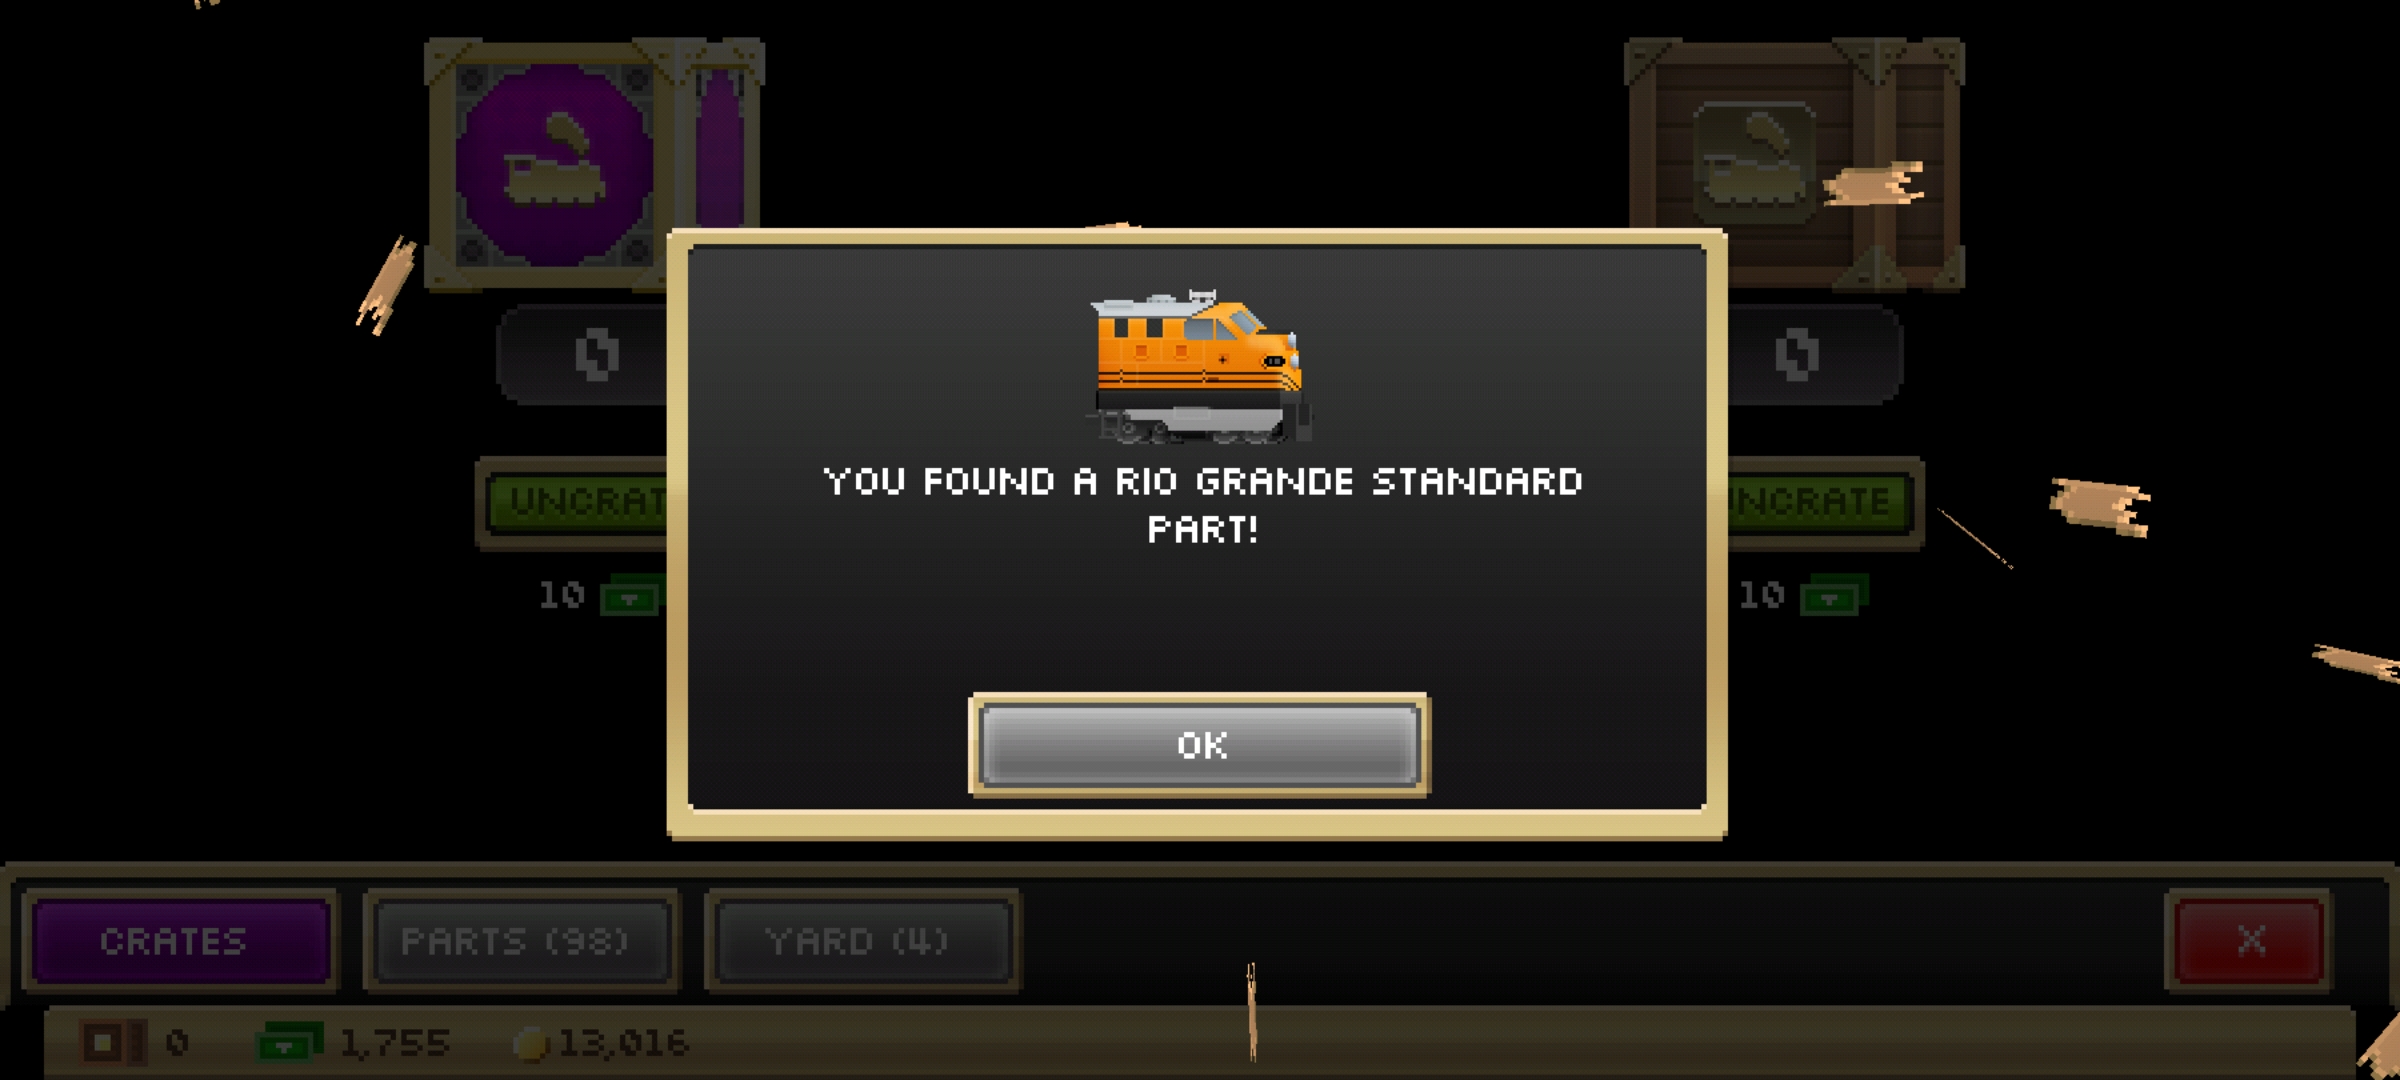 0
0
YOU FOUND A RIO GRANDE STANDARD
PART!
UNCRAT
NCRATE
10
10
OK
CRATES
PARTS (98)
YARD (4)
X
0
1,755
13,016